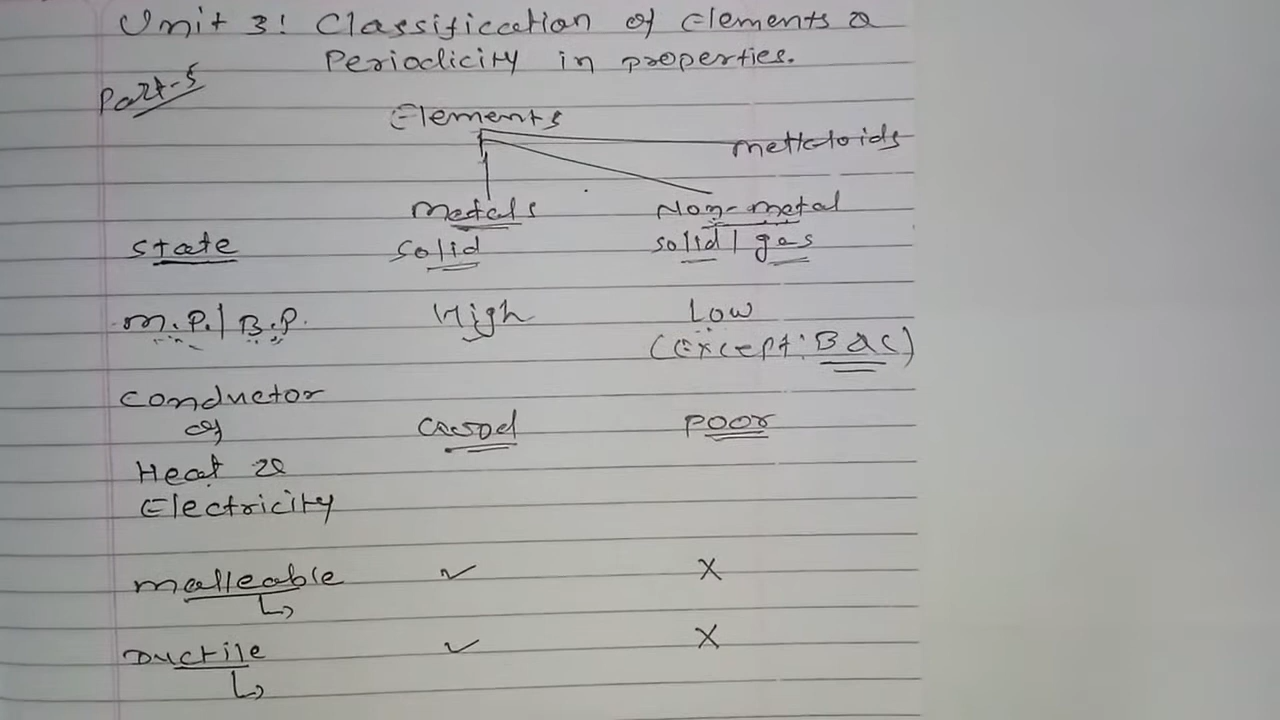 Unit 3: Classification of Elements &
Periodicity in properties.
Part-5
Elements
Metalloids
Metals Non-metal
State Solid solid / gas
M.P. / B.P. High Low
(Except: B & C)
Conductor
of Good Poor
Heat &
Electricity
Malleable ✓ X
Ductile ✓ X